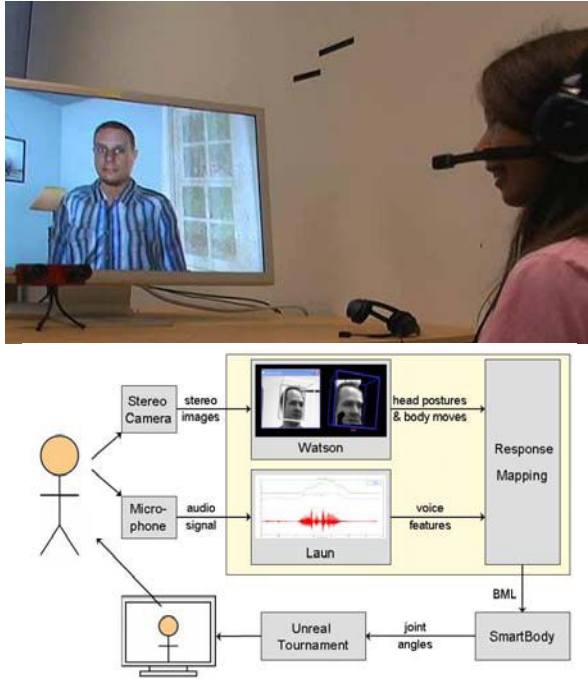 Stereo
Camera
stereo
images
Watson
head postures
& body moves
Response
Mapping
Micro-
phone
audio
signal
Laun
voice
features
BML
Unreal
Tournament
joint
angles
SmartBody